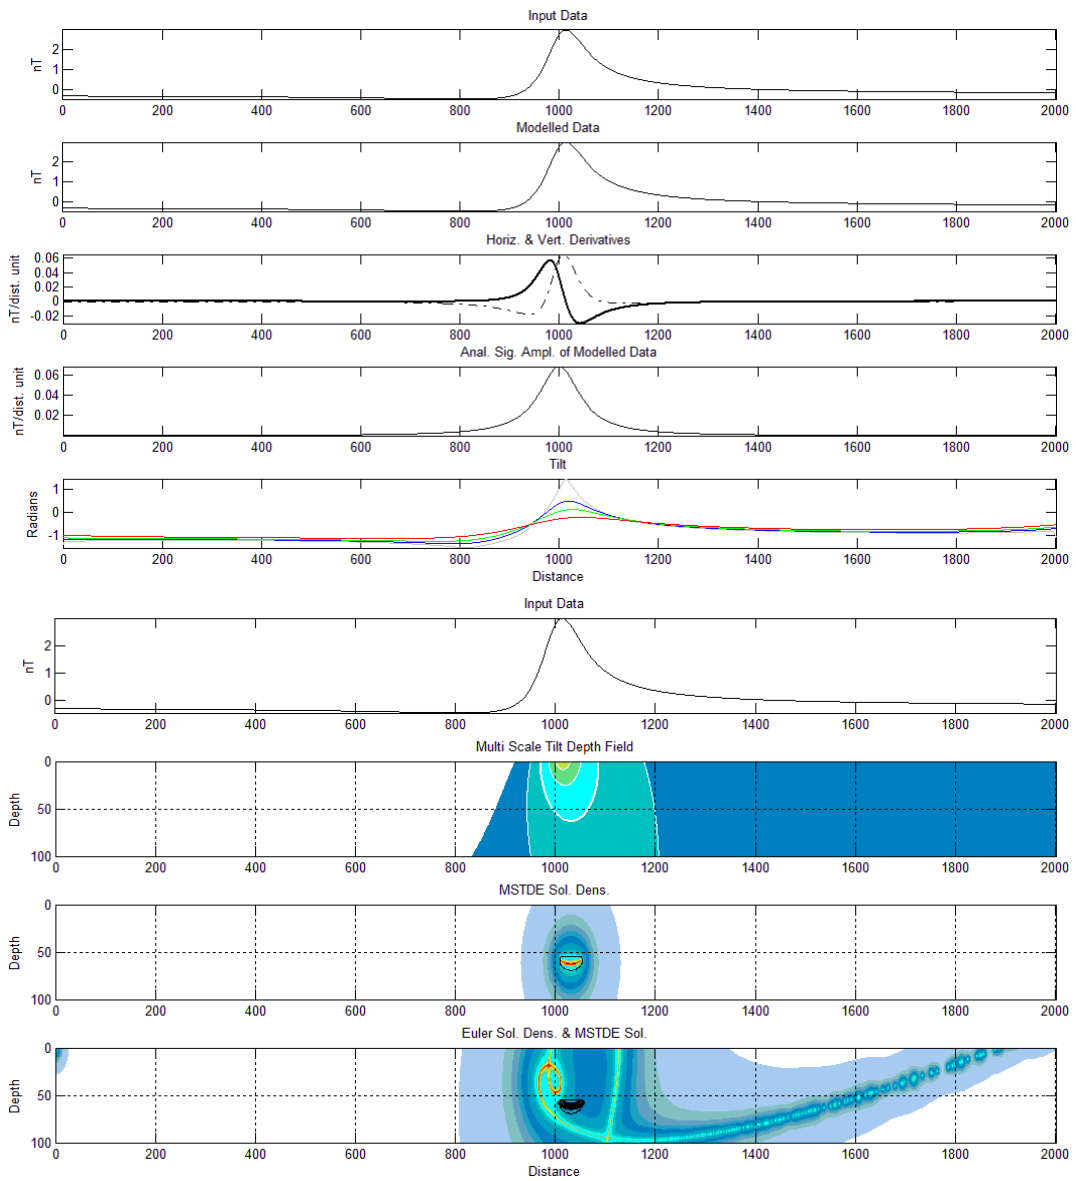 Input Data
nT
2
1
0
0 200 400 600 800 1000 1200 1400 1600 1800 2000
Modelled Data
nT
2
1
0
0 200 400 600 800 1000 1200 1400 1600 1800 2000
Horiz. & Vert. Derivatives
nT/dist. unit
0.06
0.04
0.02
0
-0.02
0 200 400 600 800 1000 1200 1400 1600 1800 2000
Anal. Sig. Ampl. of Modelled Data
nT/dist. unit
0.06
0.04
0.02
0 200 400 600 800 1000 1200 1400 1600 1800 2000
Tilt
Radians
1
0
-1
0 200 400 600 800 1000 1200 1400 1600 1800 2000
Distance
Input Data
nT
2
1
0
0 200 400 600 800 1000 1200 1400 1600 1800 2000
Multi Scale Tilt Depth Field
Depth
0
50
100
0 200 400 600 800 1000 1200 1400 1600 1800 2000
MSTDE Sol. Dens.
Depth
0
50
100
0 200 400 600 800 1000 1200 1400 1600 1800 2000
Euler Sol. Dens. & MSTDE Sol.
Depth
0
50
100
0 200 400 600 800 1000 1200 1400 1600 1800 2000
Distance